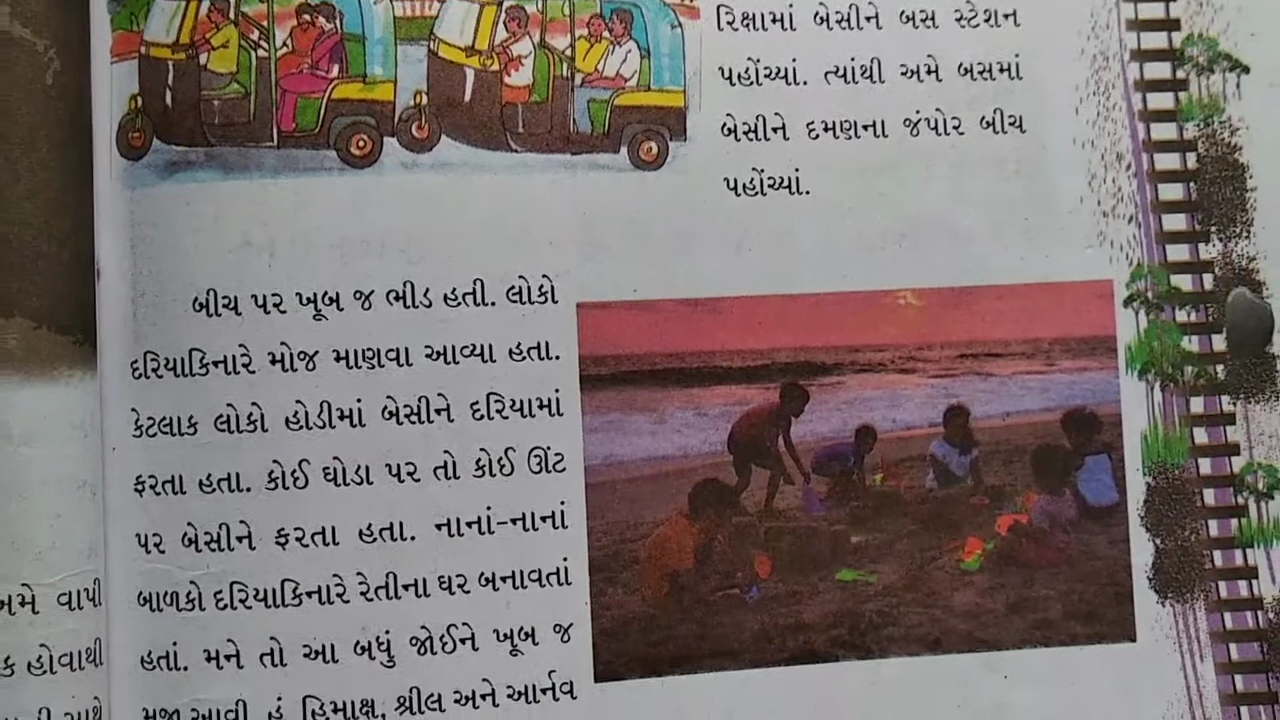 રિક્ષામાં બેસીને બસ સ્ટેશન
પહોંચ્યાં. ત્યાંથી અમે બસમાં
બેસીને દમણના જંપોર બીચ
પહોંચ્યાં.
બીચ પર ખૂબ જ ભીડ હતી. લોકો
દરિયાકિનારે મોજ માણવા આવ્યા હતા.
કેટલાક લોકો હોડીમાં બેસીને દરિયામાં
ફરતા હતા. કોઈ ઘોડા પર તો કોઈ ઊંટ
પર બેસીને ફરતા હતા. નાનાં-નાનાં
બાળકો દરિયાકિનારે રેતીના ઘર બનાવતાં
હતાં. મને તો આ બધું જોઈને ખૂબ જ
મજા આવી. હું, હિમાક્ષ, શ્રીલ અને આર્નવ
વાપી
હોવાથી